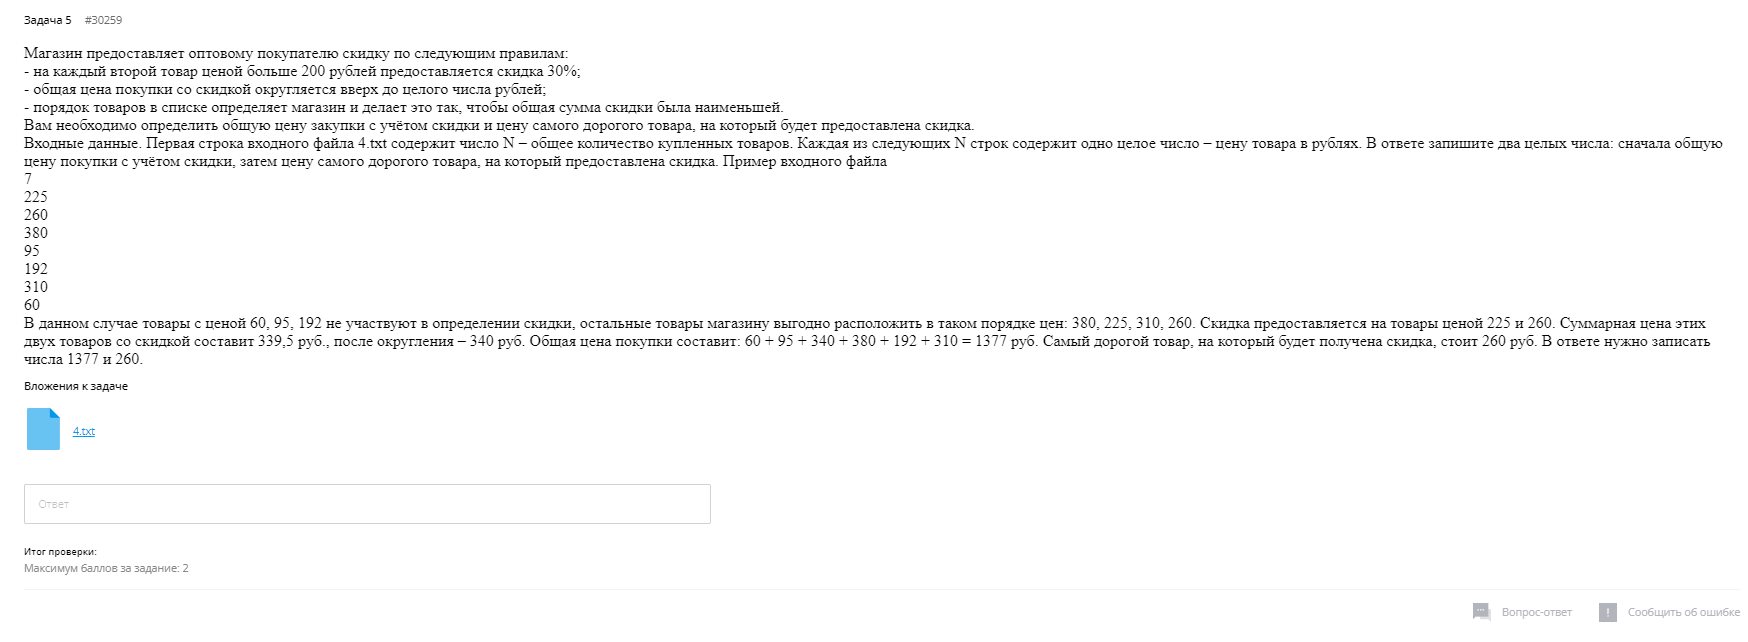 Задача 5 #30259
Магазин предоставляет оптовому покупателю скидку по следующим правилам:
- на каждый второй товар ценой больше 200 рублей предоставляется скидка 30%;
- общая цена покупки со скидкой округляется вверх до целого числа рублей;
- порядок товаров в списке определяет магазин и делает это так, чтобы общая сумма скидки была наименьшей.
Вам необходимо определить общую цену закупки с учётом скидки и цену самого дорогого товара, на который будет предоставлена скидка.
Входные данные. Первая строка входного файла 4.txt содержит число N – общее количество купленных товаров. Каждая из следующих N строк содержит одно целое число – цену товара в рублях. В ответе запишите два целых числа: сначала общую
цену покупки с учётом скидки, затем цену самого дорогого товара, на который предоставлена скидка. Пример входного файла
7
225
260
380
95
192
310
60
В данном случае товары с ценой 60, 95, 192 не участвуют в определении скидки, остальные товары магазину выгодно расположить в таком порядке цен: 380, 225, 310, 260. Скидка предоставляется на товары ценой 225 и 260. Суммарная цена этих
двух товаров со скидкой составит 339,5 руб., после округления – 340 руб. Общая цена покупки составит: 60 + 95 + 340 + 380 + 192 + 310 = 1377 руб. Самый дорогой товар, на который будет получена скидка, стоит 260 руб. В ответе нужно записать
числа 1377 и 260.
Вложения к задаче
4.txt
Ответ
Итог проверки:
Максимум баллов за задание: 2
Вопрос-ответ
Сообщить об ошибке